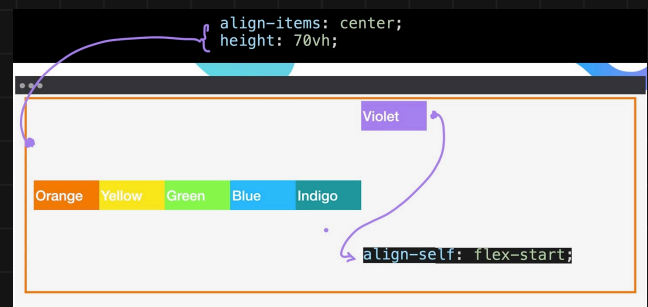 align-items: center;
height: 70vh;
Violet
Orange Yellow Green Blue Indigo
align-self: flex-start;